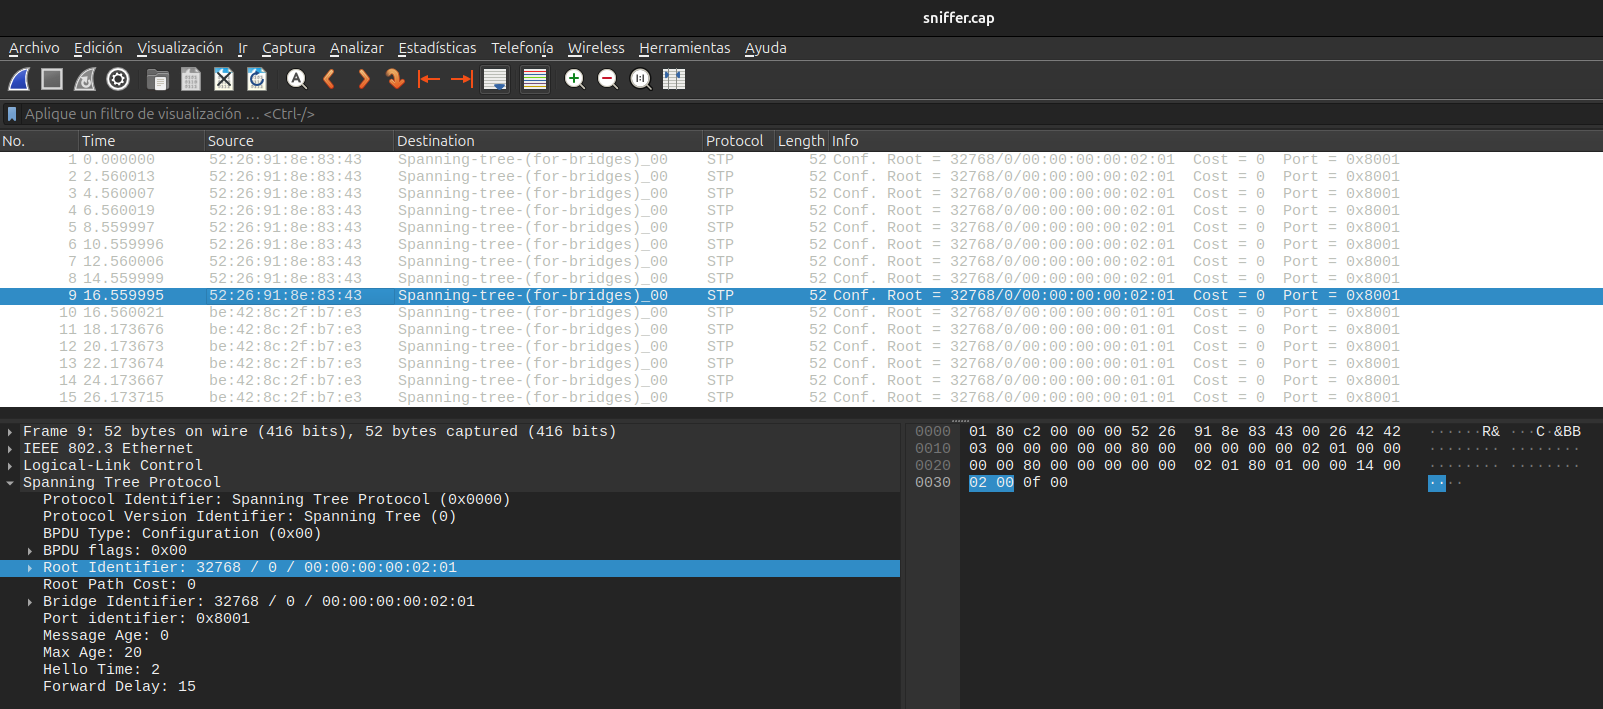 sniffer.cap
Archivo Edición Visualización Ir Captura Analizar Estadísticas Telefonía Wireless Herramientas Ayuda
Aplique un filtro de visualización … <Ctrl-/>
No. Time Source Destination Protocol Length Info
1 0.000000 52:26:91:8e:83:43 Spanning-tree-(for-bridges)_00 STP 52 Conf. Root = 32768/0/00:00:00:00:02:01 Cost = 0 Port = 0x8001
2 2.560013 52:26:91:8e:83:43 Spanning-tree-(for-bridges)_00 STP 52 Conf. Root = 32768/0/00:00:00:00:02:01 Cost = 0 Port = 0x8001
3 4.560007 52:26:91:8e:83:43 Spanning-tree-(for-bridges)_00 STP 52 Conf. Root = 32768/0/00:00:00:00:02:01 Cost = 0 Port = 0x8001
4 6.560019 52:26:91:8e:83:43 Spanning-tree-(for-bridges)_00 STP 52 Conf. Root = 32768/0/00:00:00:00:02:01 Cost = 0 Port = 0x8001
5 8.559997 52:26:91:8e:83:43 Spanning-tree-(for-bridges)_00 STP 52 Conf. Root = 32768/0/00:00:00:00:02:01 Cost = 0 Port = 0x8001
6 10.559996 52:26:91:8e:83:43 Spanning-tree-(for-bridges)_00 STP 52 Conf. Root = 32768/0/00:00:00:00:02:01 Cost = 0 Port = 0x8001
7 12.560006 52:26:91:8e:83:43 Spanning-tree-(for-bridges)_00 STP 52 Conf. Root = 32768/0/00:00:00:00:02:01 Cost = 0 Port = 0x8001
8 14.559999 52:26:91:8e:83:43 Spanning-tree-(for-bridges)_00 STP 52 Conf. Root = 32768/0/00:00:00:00:02:01 Cost = 0 Port = 0x8001
9 16.559995 52:26:91:8e:83:43 Spanning-tree-(for-bridges)_00 STP 52 Conf. Root = 32768/0/00:00:00:00:02:01 Cost = 0 Port = 0x8001
10 16.560021 be:42:8c:2f:b7:e3 Spanning-tree-(for-bridges)_00 STP 52 Conf. Root = 32768/0/00:00:00:00:01:01 Cost = 0 Port = 0x8001
11 18.173676 be:42:8c:2f:b7:e3 Spanning-tree-(for-bridges)_00 STP 52 Conf. Root = 32768/0/00:00:00:00:01:01 Cost = 0 Port = 0x8001
12 20.173673 be:42:8c:2f:b7:e3 Spanning-tree-(for-bridges)_00 STP 52 Conf. Root = 32768/0/00:00:00:00:01:01 Cost = 0 Port = 0x8001
13 22.173674 be:42:8c:2f:b7:e3 Spanning-tree-(for-bridges)_00 STP 52 Conf. Root = 32768/0/00:00:00:00:01:01 Cost = 0 Port = 0x8001
14 24.173667 be:42:8c:2f:b7:e3 Spanning-tree-(for-bridges)_00 STP 52 Conf. Root = 32768/0/00:00:00:00:01:01 Cost = 0 Port = 0x8001
15 26.173715 be:42:8c:2f:b7:e3 Spanning-tree-(for-bridges)_00 STP 52 Conf. Root = 32768/0/00:00:00:00:01:01 Cost = 0 Port = 0x8001
Frame 9: 52 bytes on wire (416 bits), 52 bytes captured (416 bits)
IEEE 802.3 Ethernet
Logical-Link Control
Spanning Tree Protocol
Protocol Identifier: Spanning Tree Protocol (0x0000)
Protocol Version Identifier: Spanning Tree (0)
BPDU Type: Configuration (0x00)
BPDU flags: 0x00
Root Identifier: 32768 / 0 / 00:00:00:00:02:01
Root Path Cost: 0
Bridge Identifier: 32768 / 0 / 00:00:00:00:02:01
Port identifier: 0x8001
Message Age: 0
Max Age: 20
Hello Time: 2
Forward Delay: 15
0000 01 80 c2 00 00 00 52 26 91 8e 83 43 00 26 42 42 ······R& ···C·&BB
0010 03 00 00 00 00 00 80 00 00 00 00 00 02 01 00 00 ········ ········
0020 00 00 80 00 00 00 00 00 02 01 80 01 00 00 14 00 ········ ········
0030 02 00 0f 00 ····